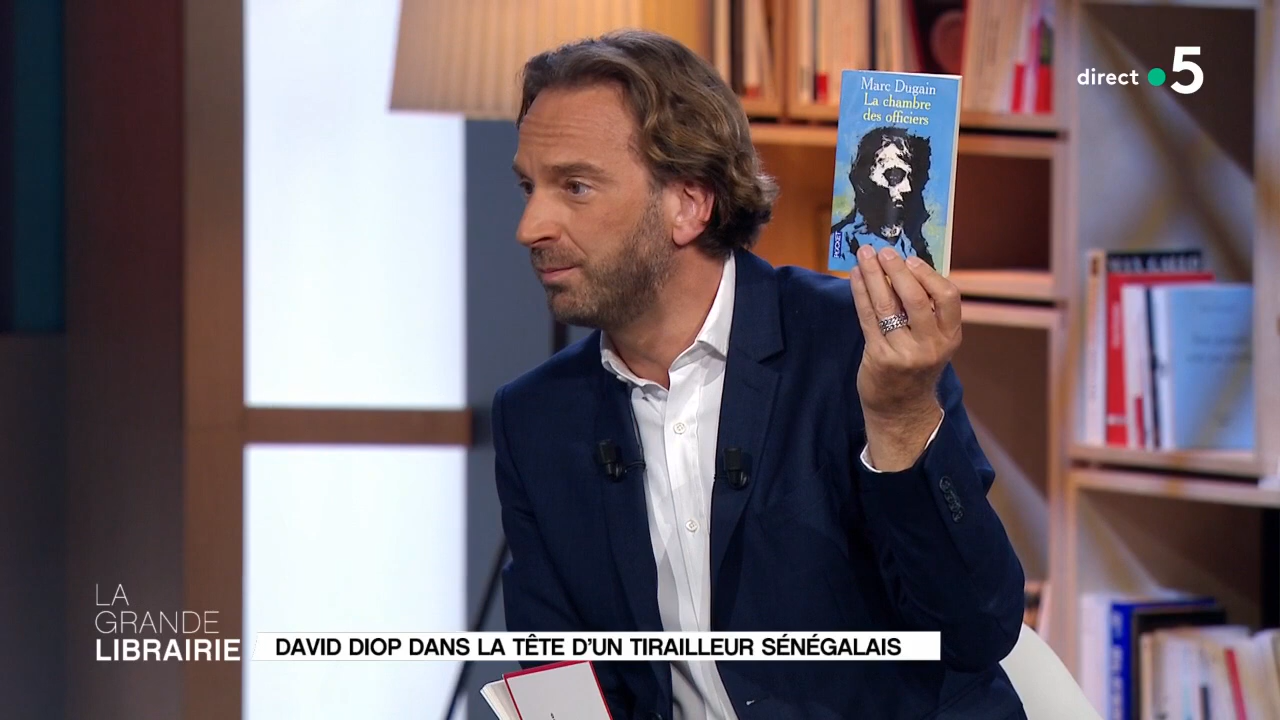 direct 5
Marc Dugain
La chambre
des officiers
POCKET
LA
GRANDE
LIBRAIRIE
DAVID DIOP DANS LA TÊTE D'UN TIRAILLEUR SÉNÉGALAIS